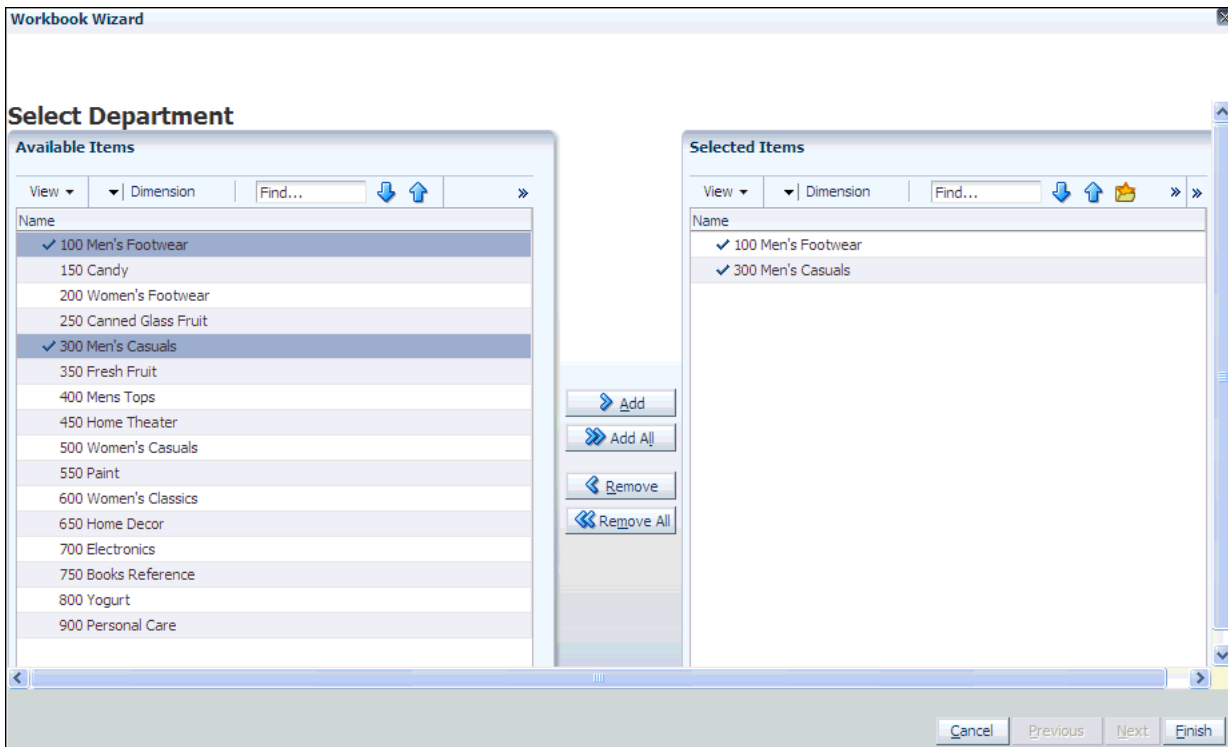 Workbook Wizard
Select Department
Available Items
View Dimension Find... »
Name
100 Men's Footwear
150 Candy
200 Women's Footwear
250 Canned Glass Fruit
300 Men's Casuals
350 Fresh Fruit
400 Mens Tops
450 Home Theater
500 Women's Casuals
550 Paint
600 Women's Classics
650 Home Decor
700 Electronics
750 Books Reference
800 Yogurt
900 Personal Care
Add
Add All
Remove
Remove All
Selected Items
View Dimension Find... » »
Name
100 Men's Footwear
300 Men's Casuals
Cancel Previous Next Finish